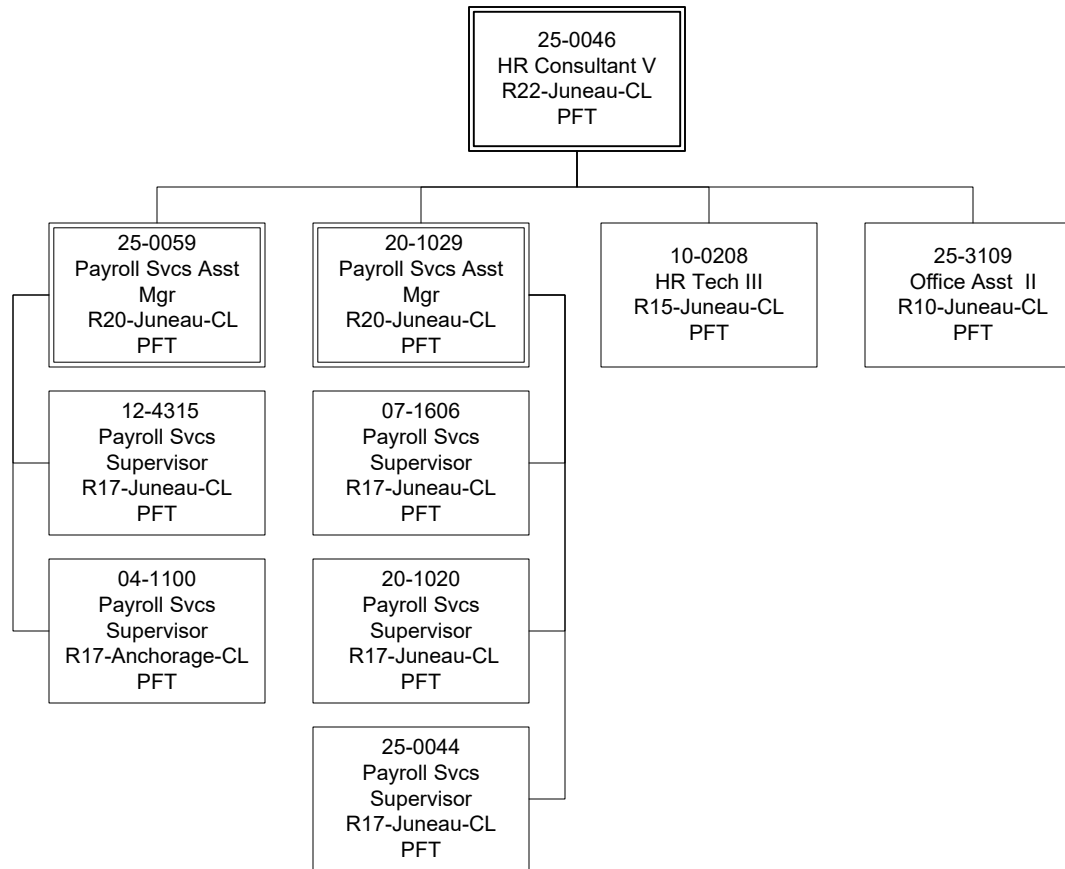 25-0046
HR Consultant V
R22-Juneau-CL
PFT
25-0059
Payroll Svcs Asst
Mgr
R20-Juneau-CL
PFT
20-1029
Payroll Svcs Asst
Mgr
R20-Juneau-CL
PFT
10-0208
HR Tech III
R15-Juneau-CL
PFT
25-3109
Office Asst  II
R10-Juneau-CL
PFT
12-4315
Payroll Svcs
Supervisor
R17-Juneau-CL
PFT
07-1606
Payroll Svcs
Supervisor
R17-Juneau-CL
PFT
04-1100
Payroll Svcs
Supervisor
R17-Anchorage-CL
PFT
20-1020
Payroll Svcs
Supervisor
R17-Juneau-CL
PFT
25-0044
Payroll Svcs
Supervisor
R17-Juneau-CL
PFT